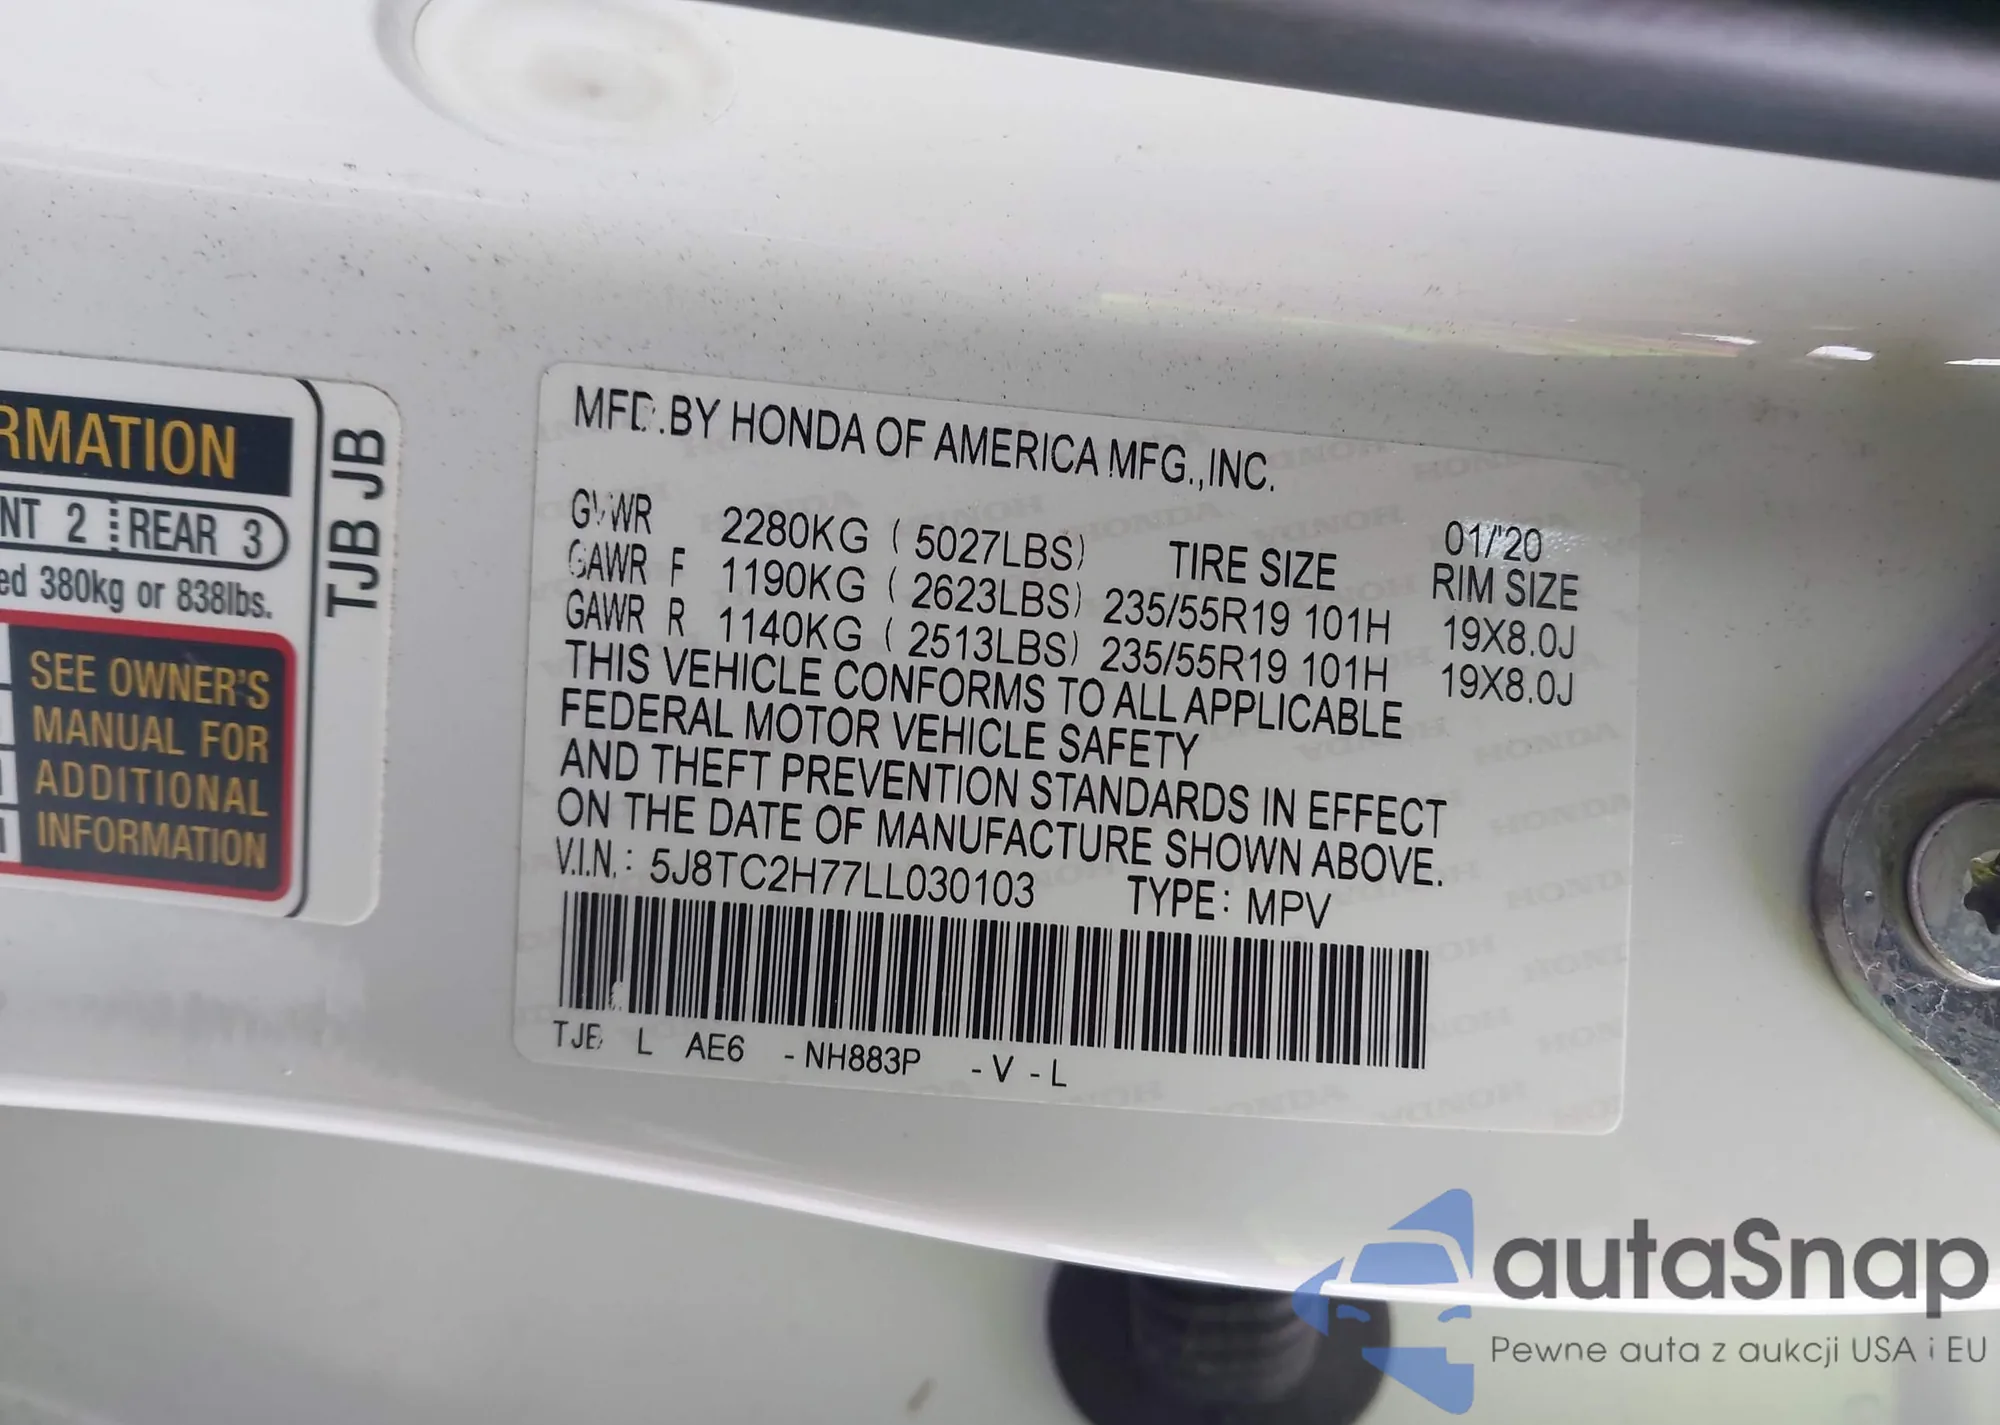 RMATION
NT 2 REAR 3
ed 380kg or 838lbs.
SEE OWNER'S
MANUAL FOR
ADDITIONAL
INFORMATION
TJB JB
MFD.BY HONDA OF AMERICA MFG.,INC.
GVWR 2280KG ( 5027LBS) TIRE SIZE 01/'20 RIM SIZE
GAWR F 1190KG ( 2623LBS) 235/55R19 101H 19X8.0J
GAWR R 1140KG ( 2513LBS) 235/55R19 101H 19X8.0J
THIS VEHICLE CONFORMS TO ALL APPLICABLE
FEDERAL MOTOR VEHICLE SAFETY
AND THEFT PREVENTION STANDARDS IN EFFECT
ON THE DATE OF MANUFACTURE SHOWN ABOVE.
V.I.N.: 5J8TC2H77LL030103 TYPE: MPV
TJB L AE6 -NH883P -V-L
autaSnap
Pewne auta z aukcji USA i EU